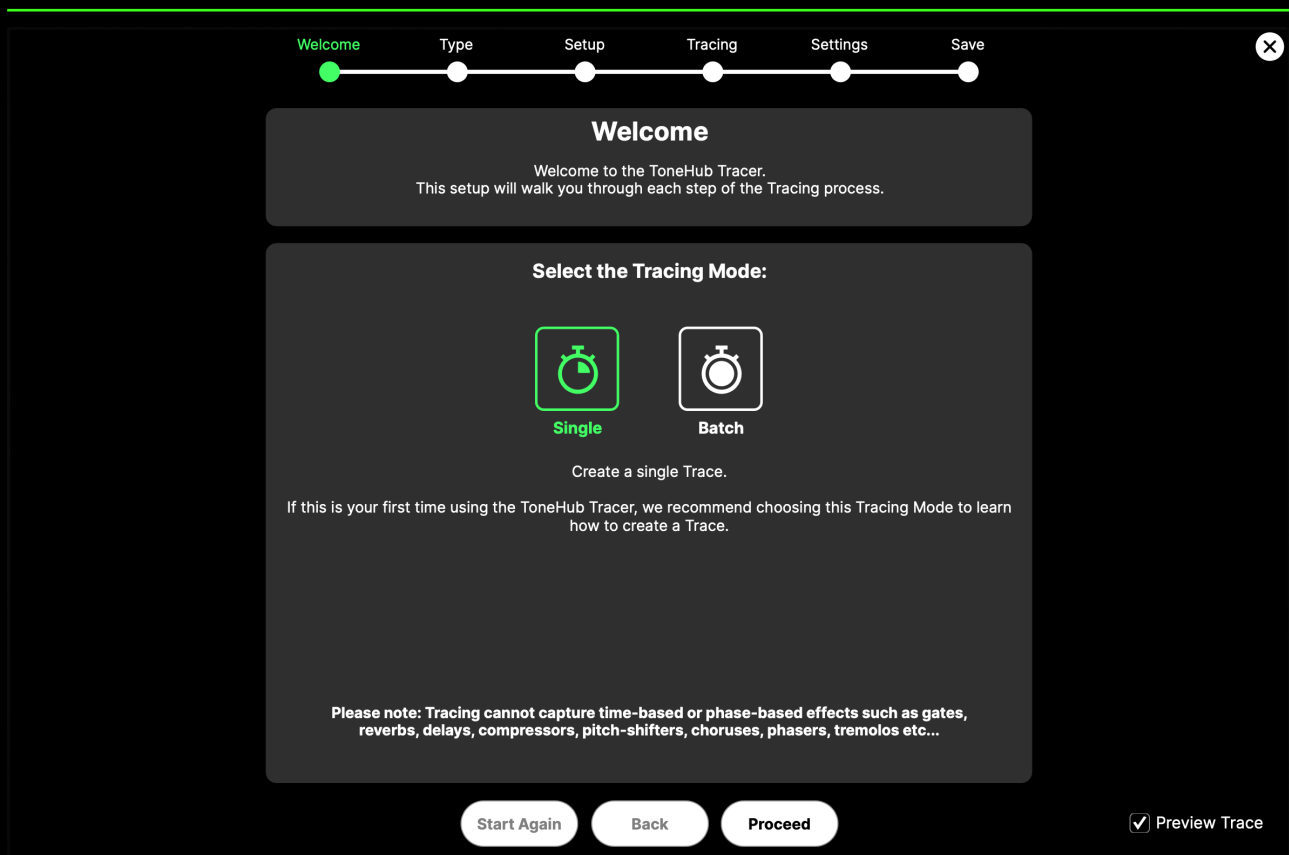 Welcome Type Setup Tracing Settings Save
Welcome
Welcome to the ToneHub Tracer.
This setup will walk you through each step of the Tracing process.
Select the Tracing Mode:
Single Batch
Create a single Trace.
If this is your first time using the ToneHub Tracer, we recommend choosing this Tracing Mode to learn
how to create a Trace.
Please note: Tracing cannot capture time-based or phase-based effects such as gates,
reverbs, delays, compressors, pitch-shifters, choruses, phasers, tremolos etc...
Start Again Back Proceed Preview Trace